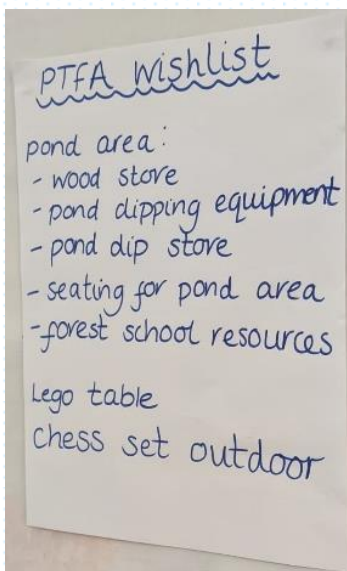 PTFA Wishlist
pond area:
- wood store
- pond dipping equipment
- pond dip store
- seating for pond area
- forest school resources
Lego table
Chess set outdoor